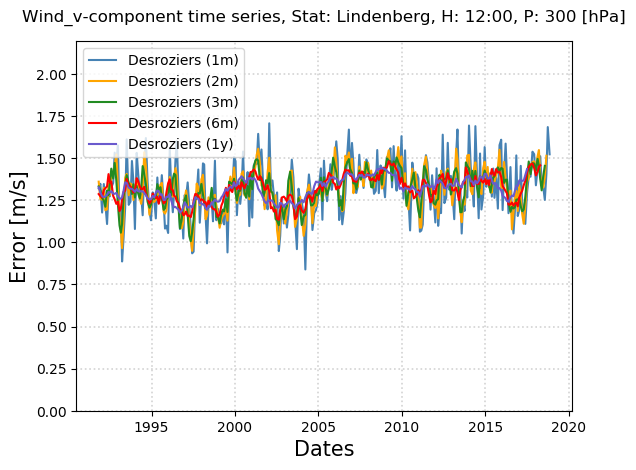 Wind_v-component time series, Stat: Lindenberg, H: 12:00, P: 300 [hPa]
Desroziers (1m)
Desroziers (2m)
Desroziers (3m)
Desroziers (6m)
Desroziers (1y)
Error [m/s]
2.00
1.75
1.50
1.25
1.00
0.75
0.50
0.25
0.00
1995 2000 2005 2010 2015 2020
Dates